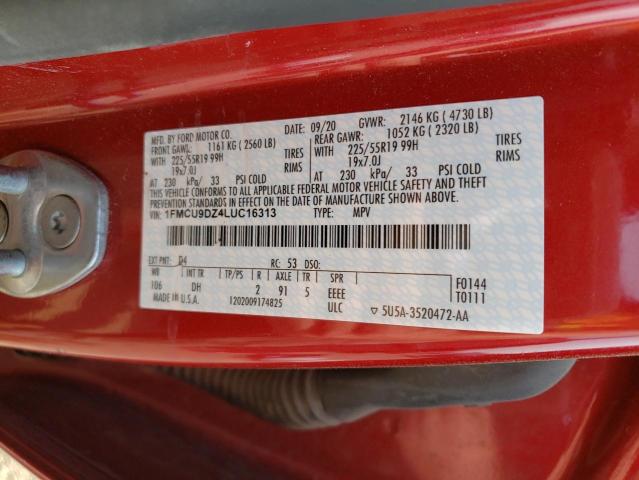 MFG. BY FORD MOTOR CO. 09/20 GVWR: 2146 KG ( 4730 LB)
FRONT GAWR: 1161 KG ( 2560 LB) REAR GAWR: 1052 KG ( 2320 LB)
WITH 225/55R19 99H TIRES WITH 225/55R19 99H TIRES
19x7.0J RIMS 19x7.0J RIMS
AT 230 kPa/ 33 PSI COLD AT 230 kPa/ 33 PSI COLD
THIS VEHICLE CONFORMS TO ALL APPLICABLE FEDERAL MOTOR VEHICLE SAFETY AND THEFT
PREVENTION STANDARDS IN EFFECT ON THE DATE OF MANUFACTURE SHOWN ABOVE.
VIN: 1FMCU9DZ4LUC16313 TYPE: MPV
EXT PNT: D4 RC: 53 DSO:
WB INT TR TP/PS R AXLE TR SPR F0144
106 DH 2 91 5 EEEE T0111
MADE IN U.S.A. 1202009174825 ULC 5U5A-3520472-AA